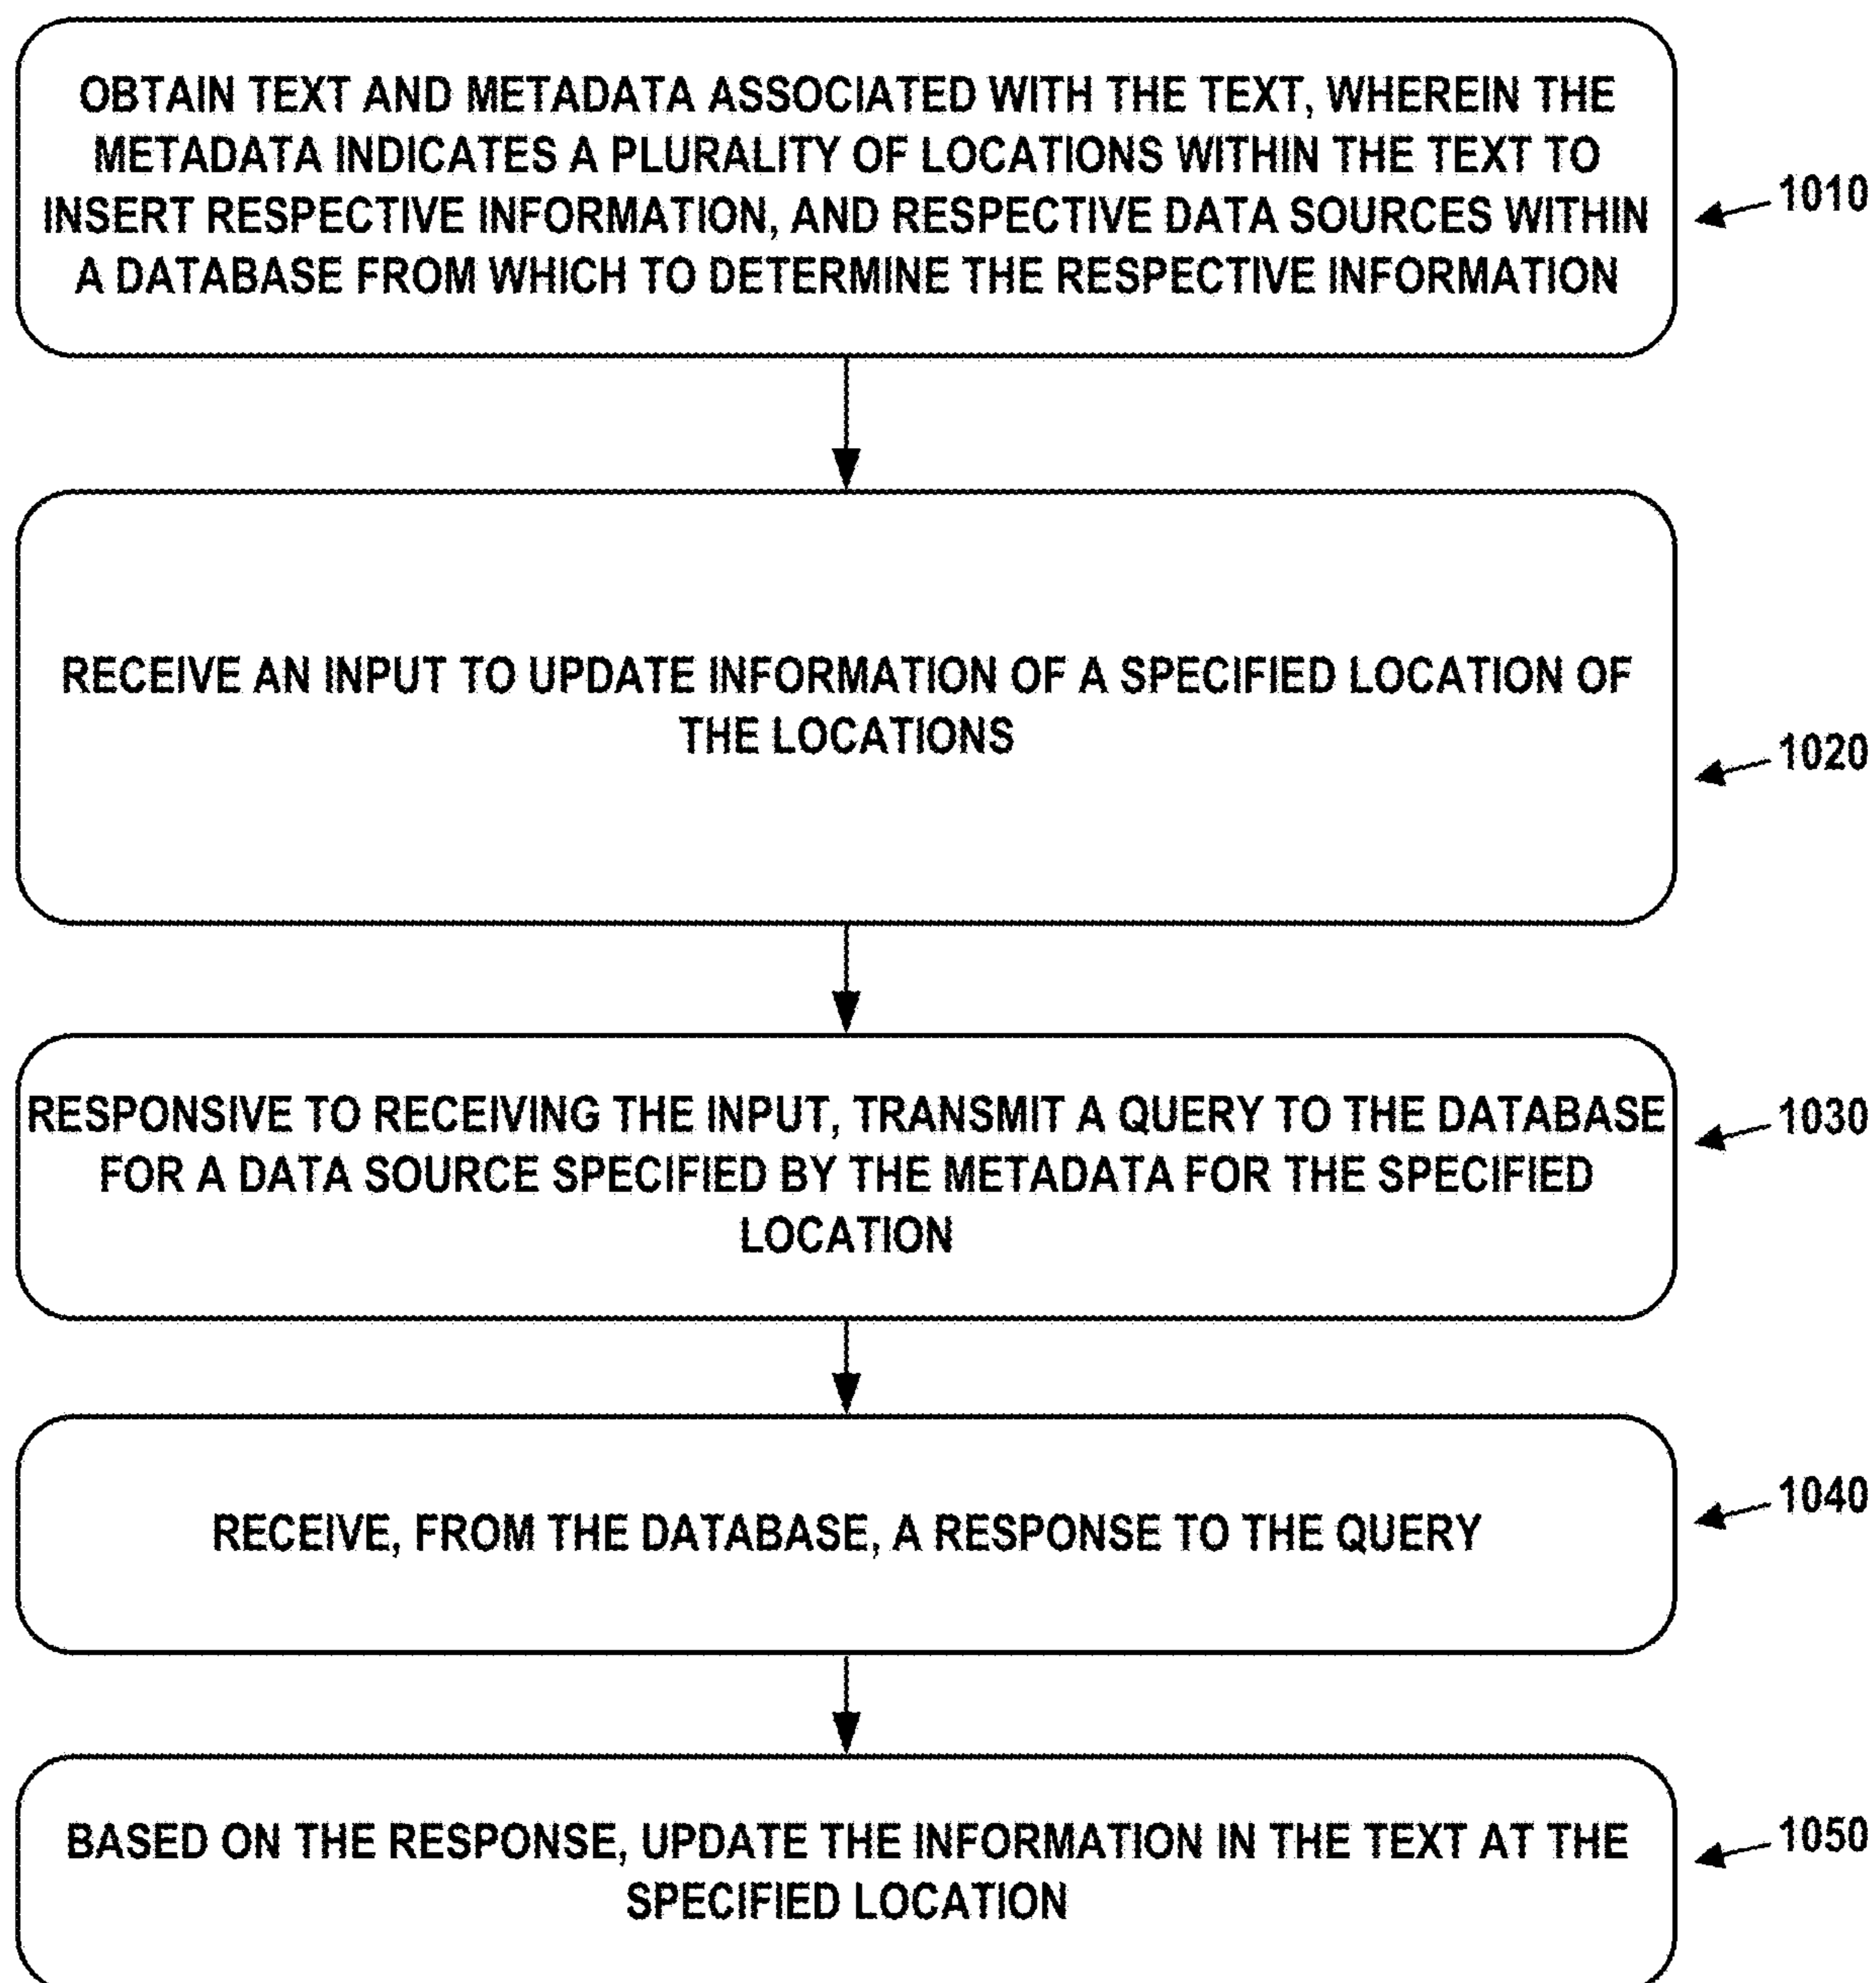 OBTAIN TEXT AND METADATA ASSOCIATED WITH THE TEXT, WHEREIN THE
METADATA INDICATES A PLURALITY OF LOCATIONS WITHIN THE TEXT TO
INSERT RESPECTIVE INFORMATION, AND RESPECTIVE DATA SOURCES WITHIN
A DATABASE FROM WHICH TO DETERMINE THE RESPECTIVE INFORMATION
1010
RECEIVE AN INPUT TO UPDATE INFORMATION OF A SPECIFIED LOCATION OF
THE LOCATIONS
1020
RESPONSIVE TO RECEIVING THE INPUT, TRANSMIT A QUERY TO THE DATABASE
FOR A DATA SOURCE SPECIFIED BY THE METADATA FOR THE SPECIFIED
LOCATION
1030
RECEIVE, FROM THE DATABASE, A RESPONSE TO THE QUERY
1040
BASED ON THE RESPONSE, UPDATE THE INFORMATION IN THE TEXT AT THE
SPECIFIED LOCATION
1050